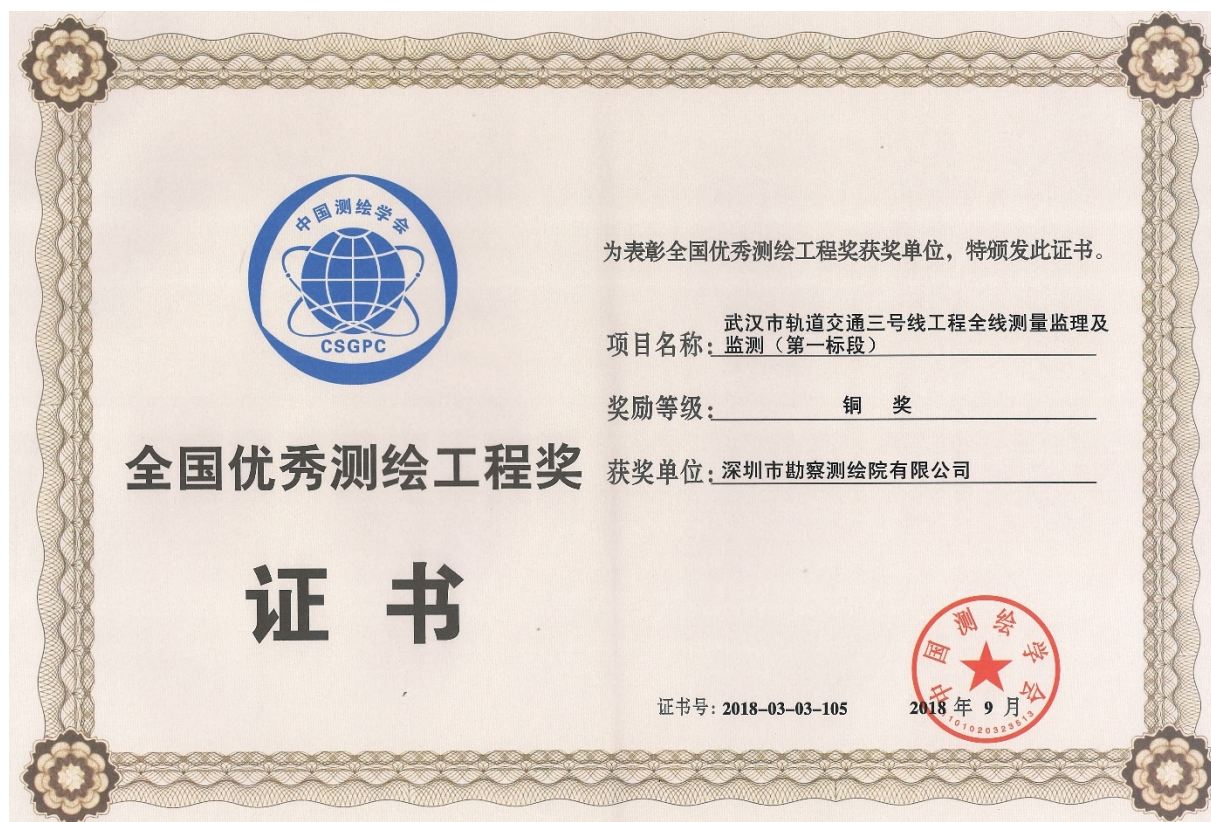 中国测绘学会
CSGPC
全国优秀测绘工程奖
证 书
为表彰全国优秀测绘工程奖获奖单位，特颁发此证书。
项目名称：武汉市轨道交通三号线工程全线测量监理及
监测（第一标段）
奖励等级：铜 奖
获奖单位：深圳市勘察测绘院有限公司
中国测绘学会
证书号：2018-03-03-105
2018 年 9 月
1101020323513